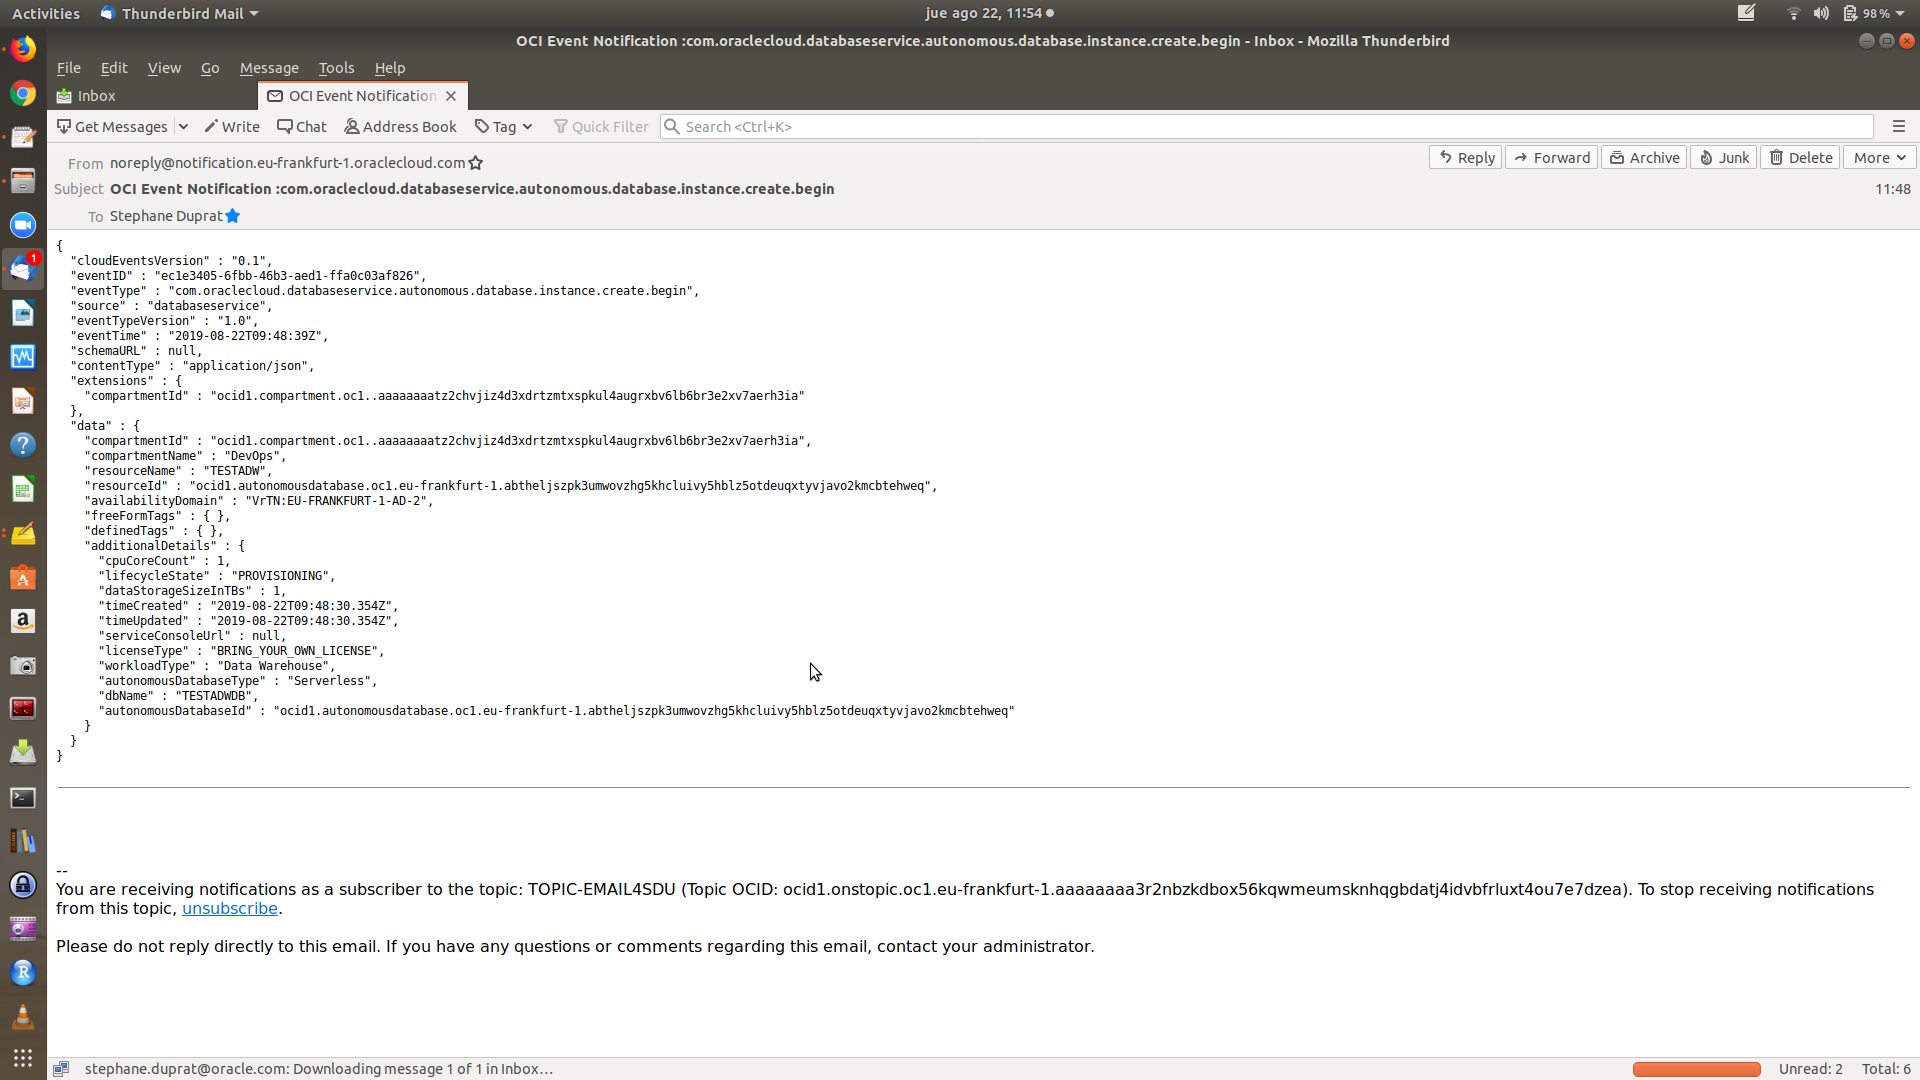 Activities Thunderbird Mail jue ago 22, 11:54 98 %
OCI Event Notification :com.oraclecloud.databaseservice.autonomous.database.instance.create.begin - Inbox - Mozilla Thunderbird
File Edit View Go Message Tools Help
Inbox OCI Event Notification
Get Messages Write Chat Address Book Tag Quick Filter Search <Ctrl+K>
From noreply@notification.eu-frankfurt-1.oraclecloud.com Reply Forward Archive Junk Delete More
Subject OCI Event Notification :com.oraclecloud.databaseservice.autonomous.database.instance.create.begin 11:48
To Stephane Duprat
{
"cloudEventsVersion" : "0.1",
"eventID" : "ec1e3405-6fbb-46b3-aed1-ffa0c03af826",
"eventType" : "com.oraclecloud.databaseservice.autonomous.database.instance.create.begin",
"source" : "databaseservice",
"eventTypeVersion" : "1.0",
"eventTime" : "2019-08-22T09:48:39Z",
"schemaURL" : null,
"contentType" : "application/json",
"extensions" : {
"compartmentId" : "ocid1.compartment.oc1..aaaaaaaatz2chvjiz4d3xdrtzmtxspkul4augrxbv6lb6br3e2xv7aerh3ia"
},
"data" : {
"compartmentId" : "ocid1.compartment.oc1..aaaaaaaatz2chvjiz4d3xdrtzmtxspkul4augrxbv6lb6br3e2xv7aerh3ia",
"compartmentName" : "DevOps",
"resourceName" : "TESTADW",
"resourceId" : "ocid1.autonomousdatabase.oc1.eu-frankfurt-1.abtheljszpk3umwovzhg5khcluivy5hblz5otdeuqxtyvjavo2kmcbtehweq",
"availabilityDomain" : "VrTN:EU-FRANKFURT-1-AD-2",
"freeFormTags" : { },
"definedTags" : { },
"additionalDetails" : {
"cpuCoreCount" : 1,
"lifecycleState" : "PROVISIONING",
"dataStorageSizeInTBs" : 1,
"timeCreated" : "2019-08-22T09:48:30.354Z",
"timeUpdated" : "2019-08-22T09:48:30.354Z",
"serviceConsoleUrl" : null,
"licenseType" : "BRING_YOUR_OWN_LICENSE",
"workloadType" : "Data Warehouse",
"autonomousDatabaseType" : "Serverless",
"dbName" : "TESTADWDB",
"autonomousDatabaseId" : "ocid1.autonomousdatabase.oc1.eu-frankfurt-1.abtheljszpk3umwovzhg5khcluivy5hblz5otdeuqxtyvjavo2kmcbtehweq"
}
}
}
--
You are receiving notifications as a subscriber to the topic: TOPIC-EMAIL4SDU (Topic OCID: ocid1.onstopic.oc1.eu-frankfurt-1.aaaaaaaa3r2nbzkdbox56kqwmeumsknhqgbdatj4idvbfrluxt4ou7e7dzea). To stop receiving notifications
from this topic, unsubscribe.
Please do not reply directly to this email. If you have any questions or comments regarding this email, contact your administrator.
stephane.duprat@oracle.com: Downloading message 1 of 1 in Inbox… Unread: 2 Total: 6